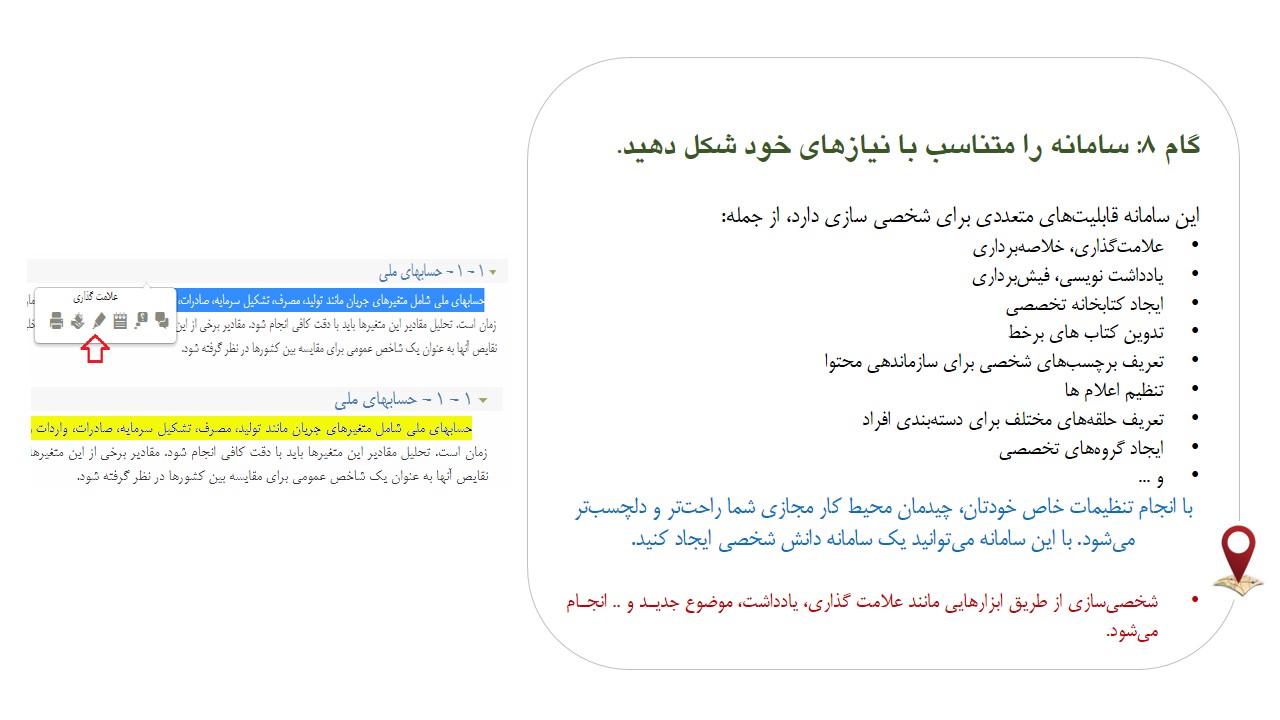 گام ۸: سامانه را متناسب با نیازهای خود شکل دهید.
این سامانه قابلیت‌های متعددی برای شخصی سازی دارد، از جمله:
• علامت‌گذاری، خلاصه‌برداری
• یادداشت نویسی، فیش‌برداری
• ایجاد کتابخانه تخصصی
• تدوین کتاب های برخط
• تعریف برچسب‌های شخصی برای سازماندهی محتوا
• تنظیم اعلام ها
• تعریف حلقه‌های مختلف برای دسته‌بندی افراد
• ایجاد گروه‌های تخصصی
• و ...
با انجام تنظیمات خاص خودتان، چیدمان محیط کار مجازی شما راحت‌تر و دلچسب‌تر
می‌شود. با این سامانه می‌توانید یک سامانه دانش شخصی ایجاد کنید.
• شخصی‌سازی از طریق ابزارهایی مانند علامت گذاری، یادداشت، موضوع جدید و .. انجام
می‌شود.
۱ - ۱ - حسابهای ملی
حسابهای ملی شامل متغیرهای جریان مانند تولید، مصرف، تشکیل سرمایه، صادرات،
علامت گذاری
زمان است. تحلیل مقادیر این متغیرها باید با دقت کافی انجام شود. مقادیر برخی از این
نقایص آنها به عنوان یک شاخص عمومی برای مقایسه بین کشورها در نظر گرفته شود.
۱ - ۱ - حسابهای ملی
حسابهای ملی شامل متغیرهای جریان مانند تولید، مصرف، تشکیل سرمایه، صادرات، واردات و
زمان است. تحلیل مقادیر این متغیرها باید با دقت کافی انجام شود. مقادیر برخی از این متغیرها
نقایص آنها به عنوان یک شاخص عمومی برای مقایسه بین کشورها در نظر گرفته شود.